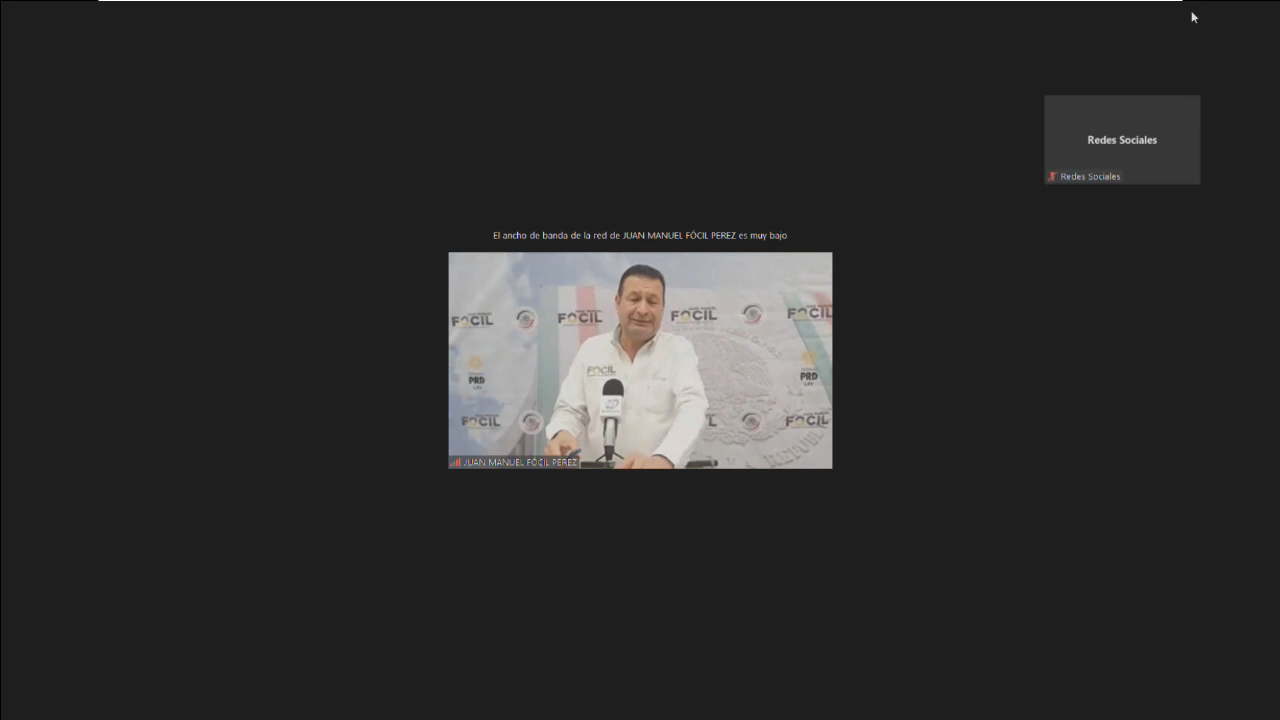 Redes Sociales
Redes Sociales
El ancho de banda de la red de JUAN MANUEL FÓCIL PEREZ es muy bajo
FOCIL
FOCIL
FOCIL
FOCIL
FOCIL
PRD
PRD
FOCIL
FOCIL
JUAN MANUEL FÓCIL PEREZ